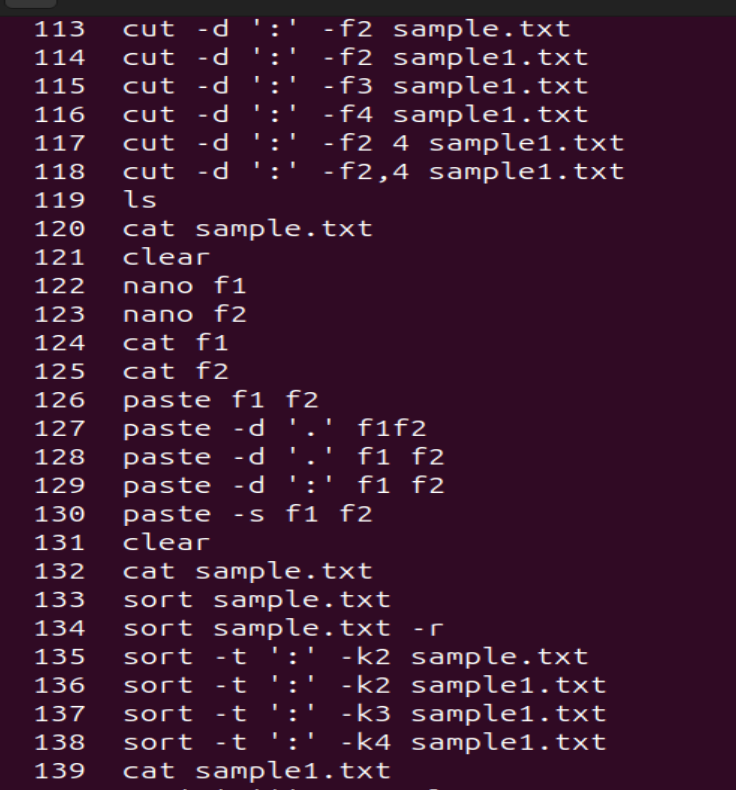 113 cut -d ':' -f2 sample.txt
114 cut -d ':' -f2 sample1.txt
115 cut -d ':' -f3 sample1.txt
116 cut -d ':' -f4 sample1.txt
117 cut -d ':' -f2 4 sample1.txt
118 cut -d ':' -f2,4 sample1.txt
119 ls
120 cat sample.txt
121 clear
122 nano f1
123 nano f2
124 cat f1
125 cat f2
126 paste f1 f2
127 paste -d '.' f1f2
128 paste -d '.' f1 f2
129 paste -d ':' f1 f2
130 paste -s f1 f2
131 clear
132 cat sample.txt
133 sort sample.txt
134 sort sample.txt -r
135 sort -t ':' -k2 sample.txt
136 sort -t ':' -k2 sample1.txt
137 sort -t ':' -k3 sample1.txt
138 sort -t ':' -k4 sample1.txt
139 cat sample1.txt